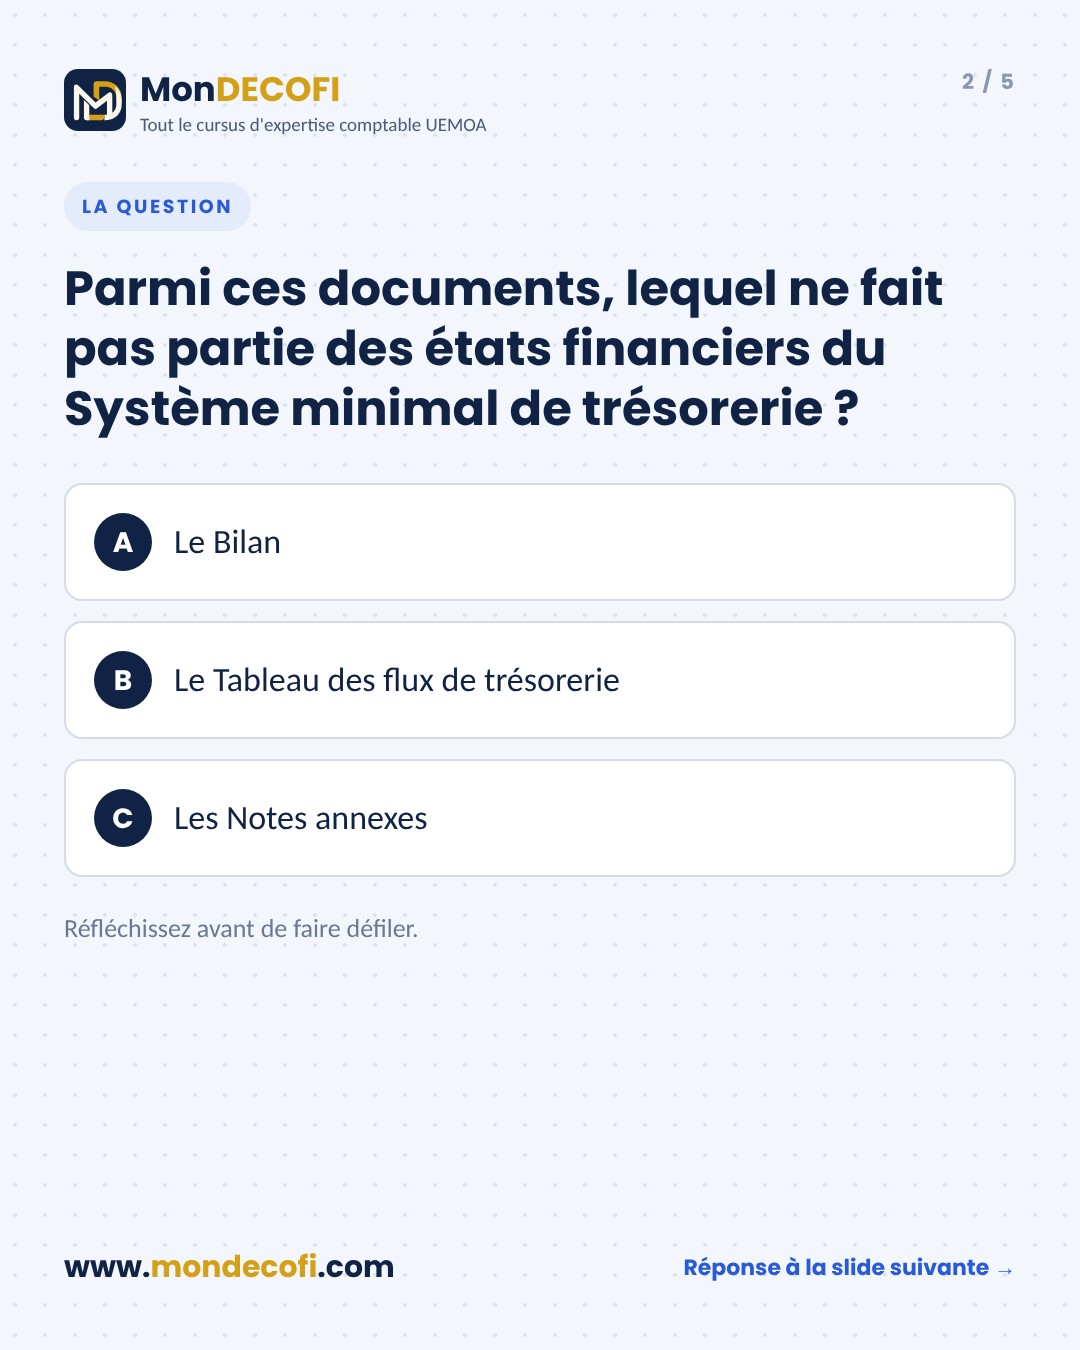 MonDECOFI
Tout le cursus d'expertise comptable UEMOA
2 / 5
LA QUESTION
Parmi ces documents, lequel ne fait
pas partie des états financiers du
Système minimal de trésorerie ?
A Le Bilan
B Le Tableau des flux de trésorerie
C Les Notes annexes
Réfléchissez avant de faire défiler.
www.mondecofi.com
Réponse à la slide suivante →